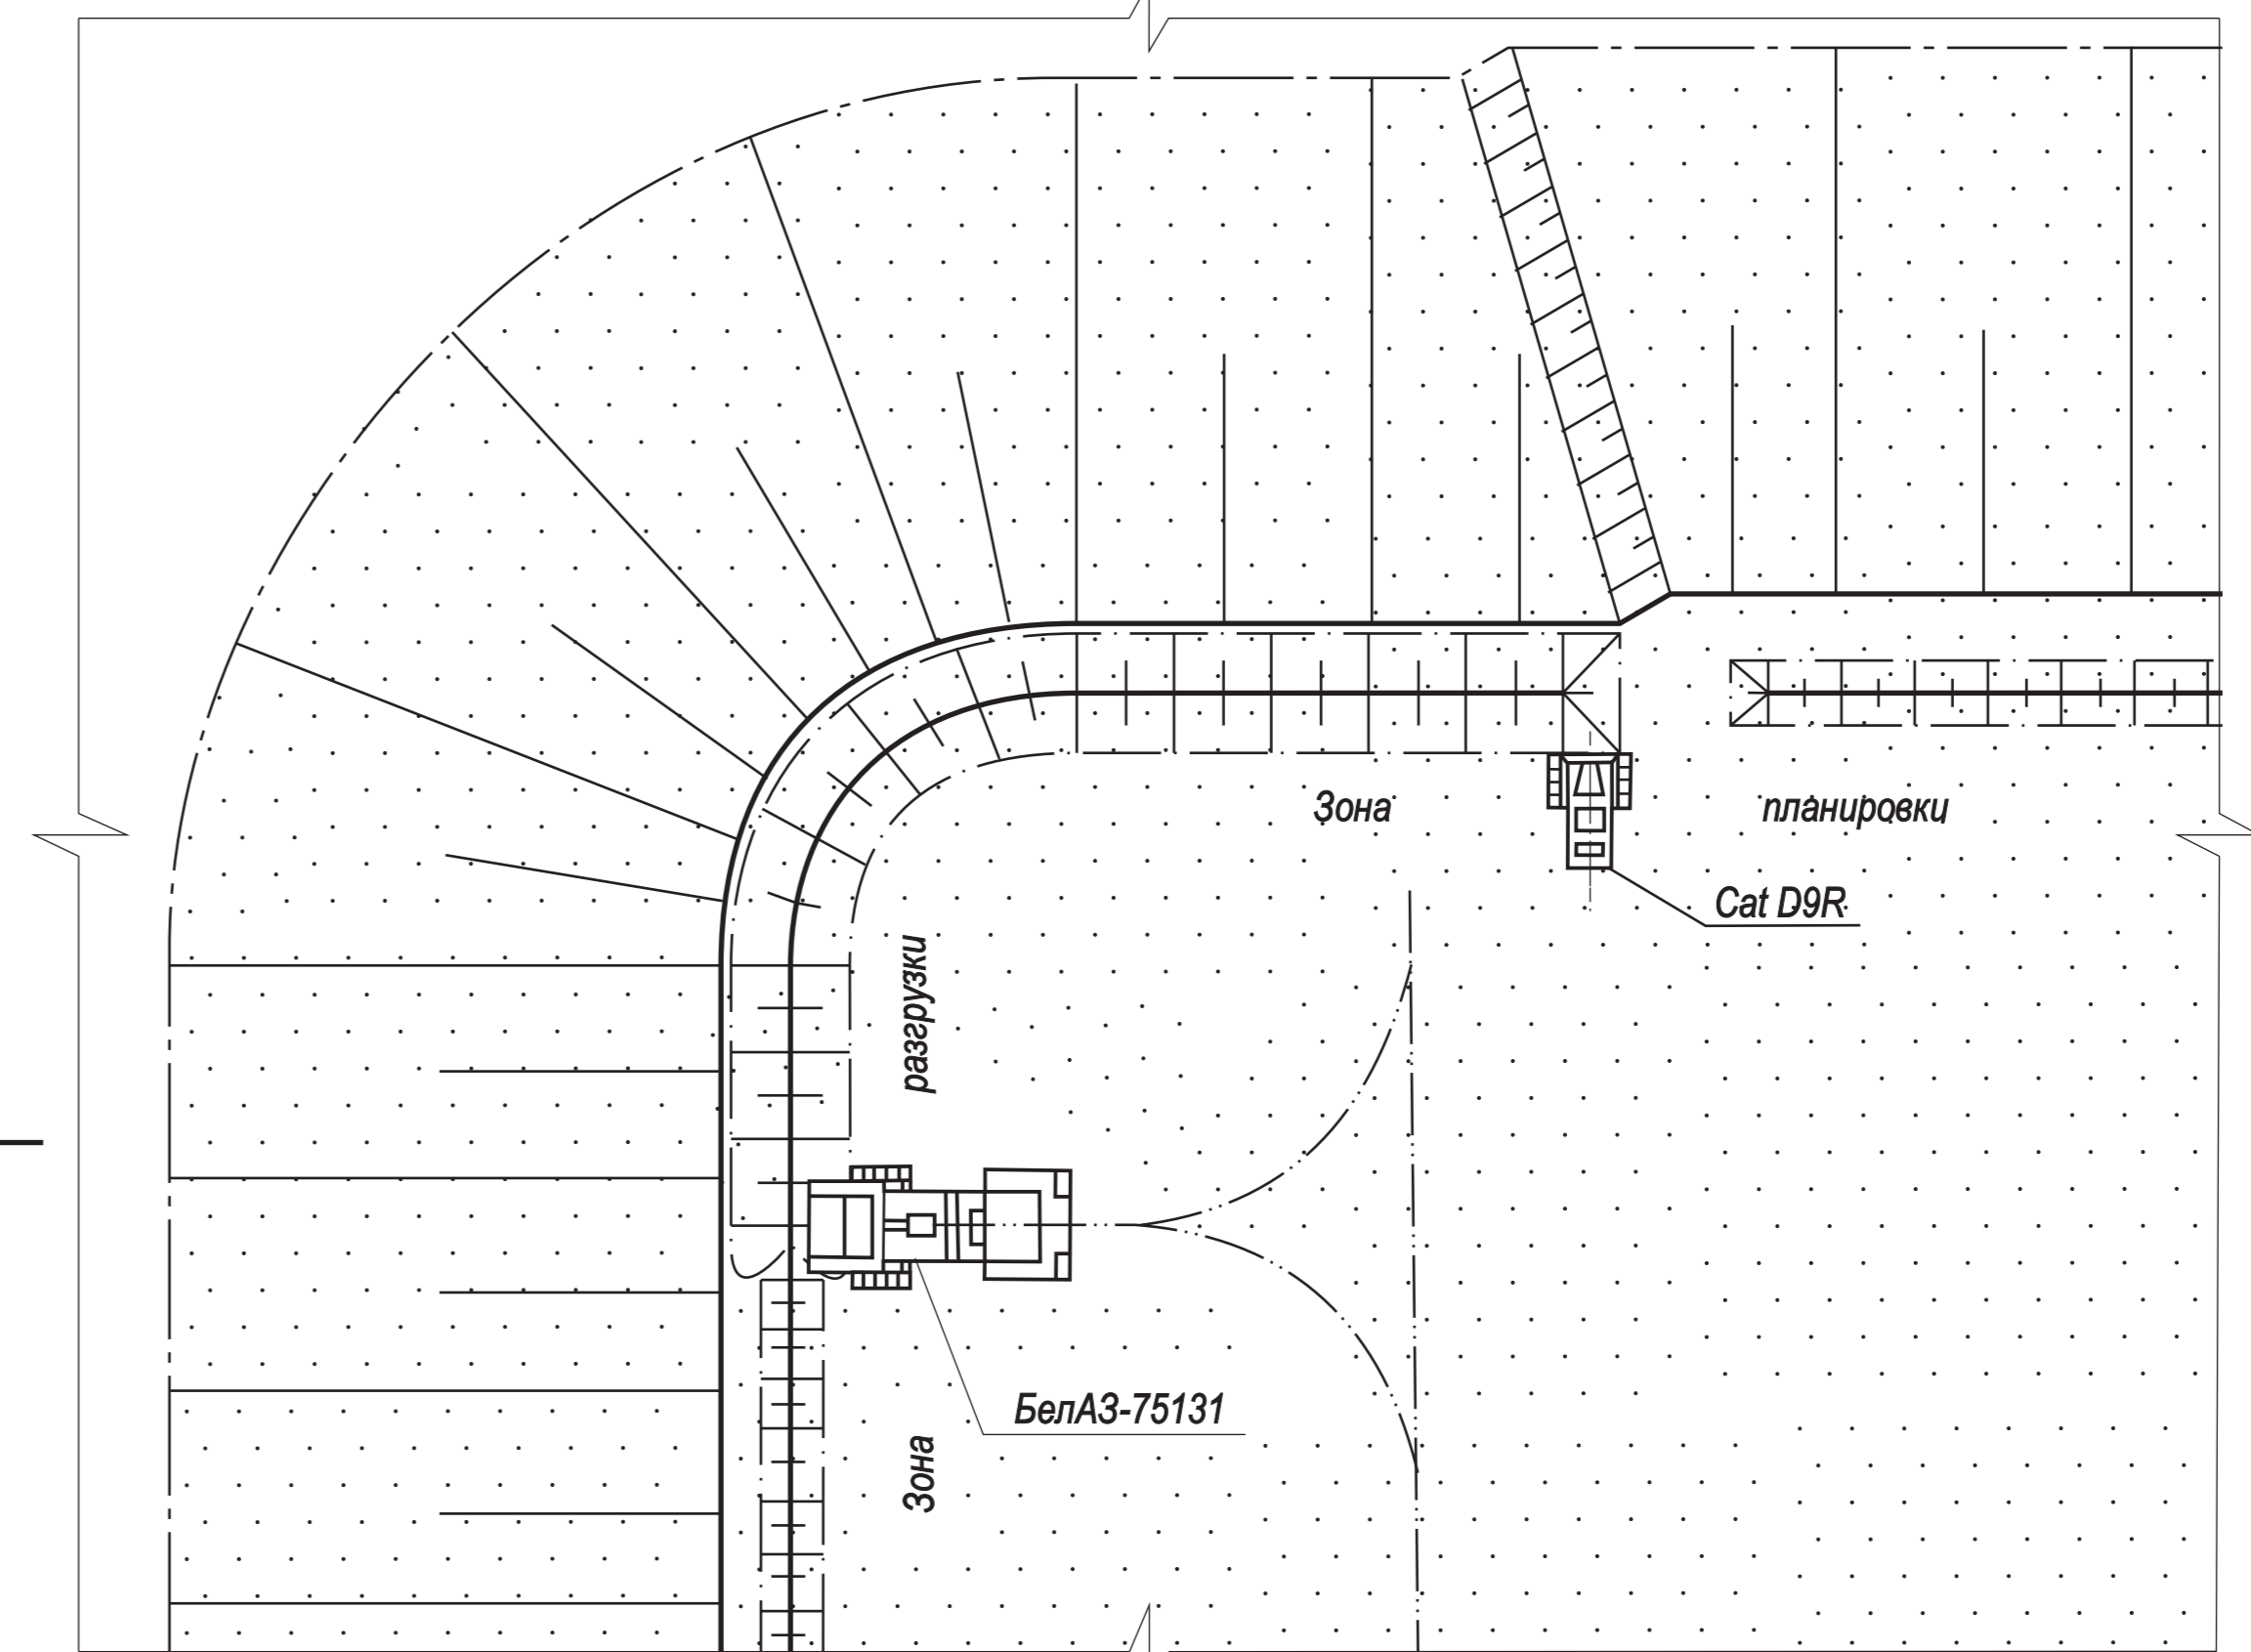 Зона
планировки
Cat D9R
разгрузки
БелАЗ-75131
Зона